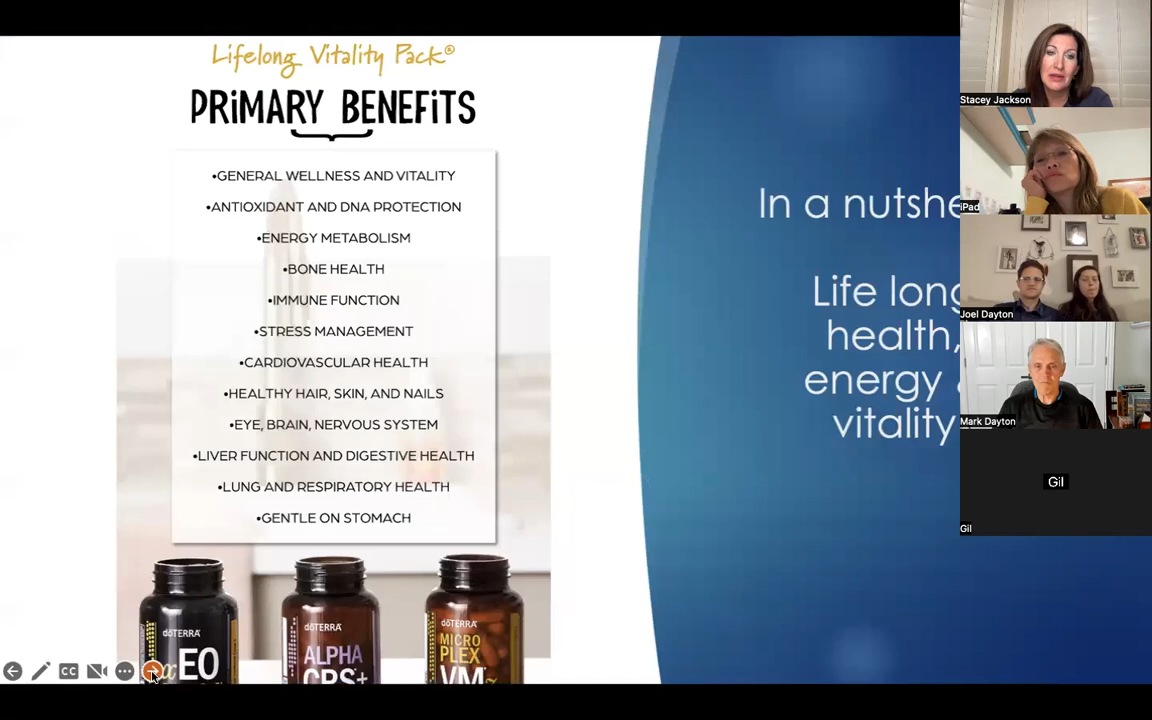 Lifelong Vitality Pack®
PRiMARY BENEFiTS
•GENERAL WELLNESS AND VITALITY
•ANTIOXIDANT AND DNA PROTECTION
•ENERGY METABOLISM
•BONE HEALTH
•IMMUNE FUNCTION
•STRESS MANAGEMENT
•CARDIOVASCULAR HEALTH
•HEALTHY HAIR, SKIN, AND NAILS
•EYE, BRAIN, NERVOUS SYSTEM
•LIVER FUNCTION AND DIGESTIVE HEALTH
•LUNG AND RESPIRATORY HEALTH
•GENTLE ON STOMACH
dōTERRA
EO
dōTERRA
ALPHA
CRS+
dōTERRA
MICRO
PLEX
VM
CC
In a nutshe
Life long
health,
energy
vitality
Stacey Jackson
iPad
Joel Dayton
Mark Dayton
Gil
Gil